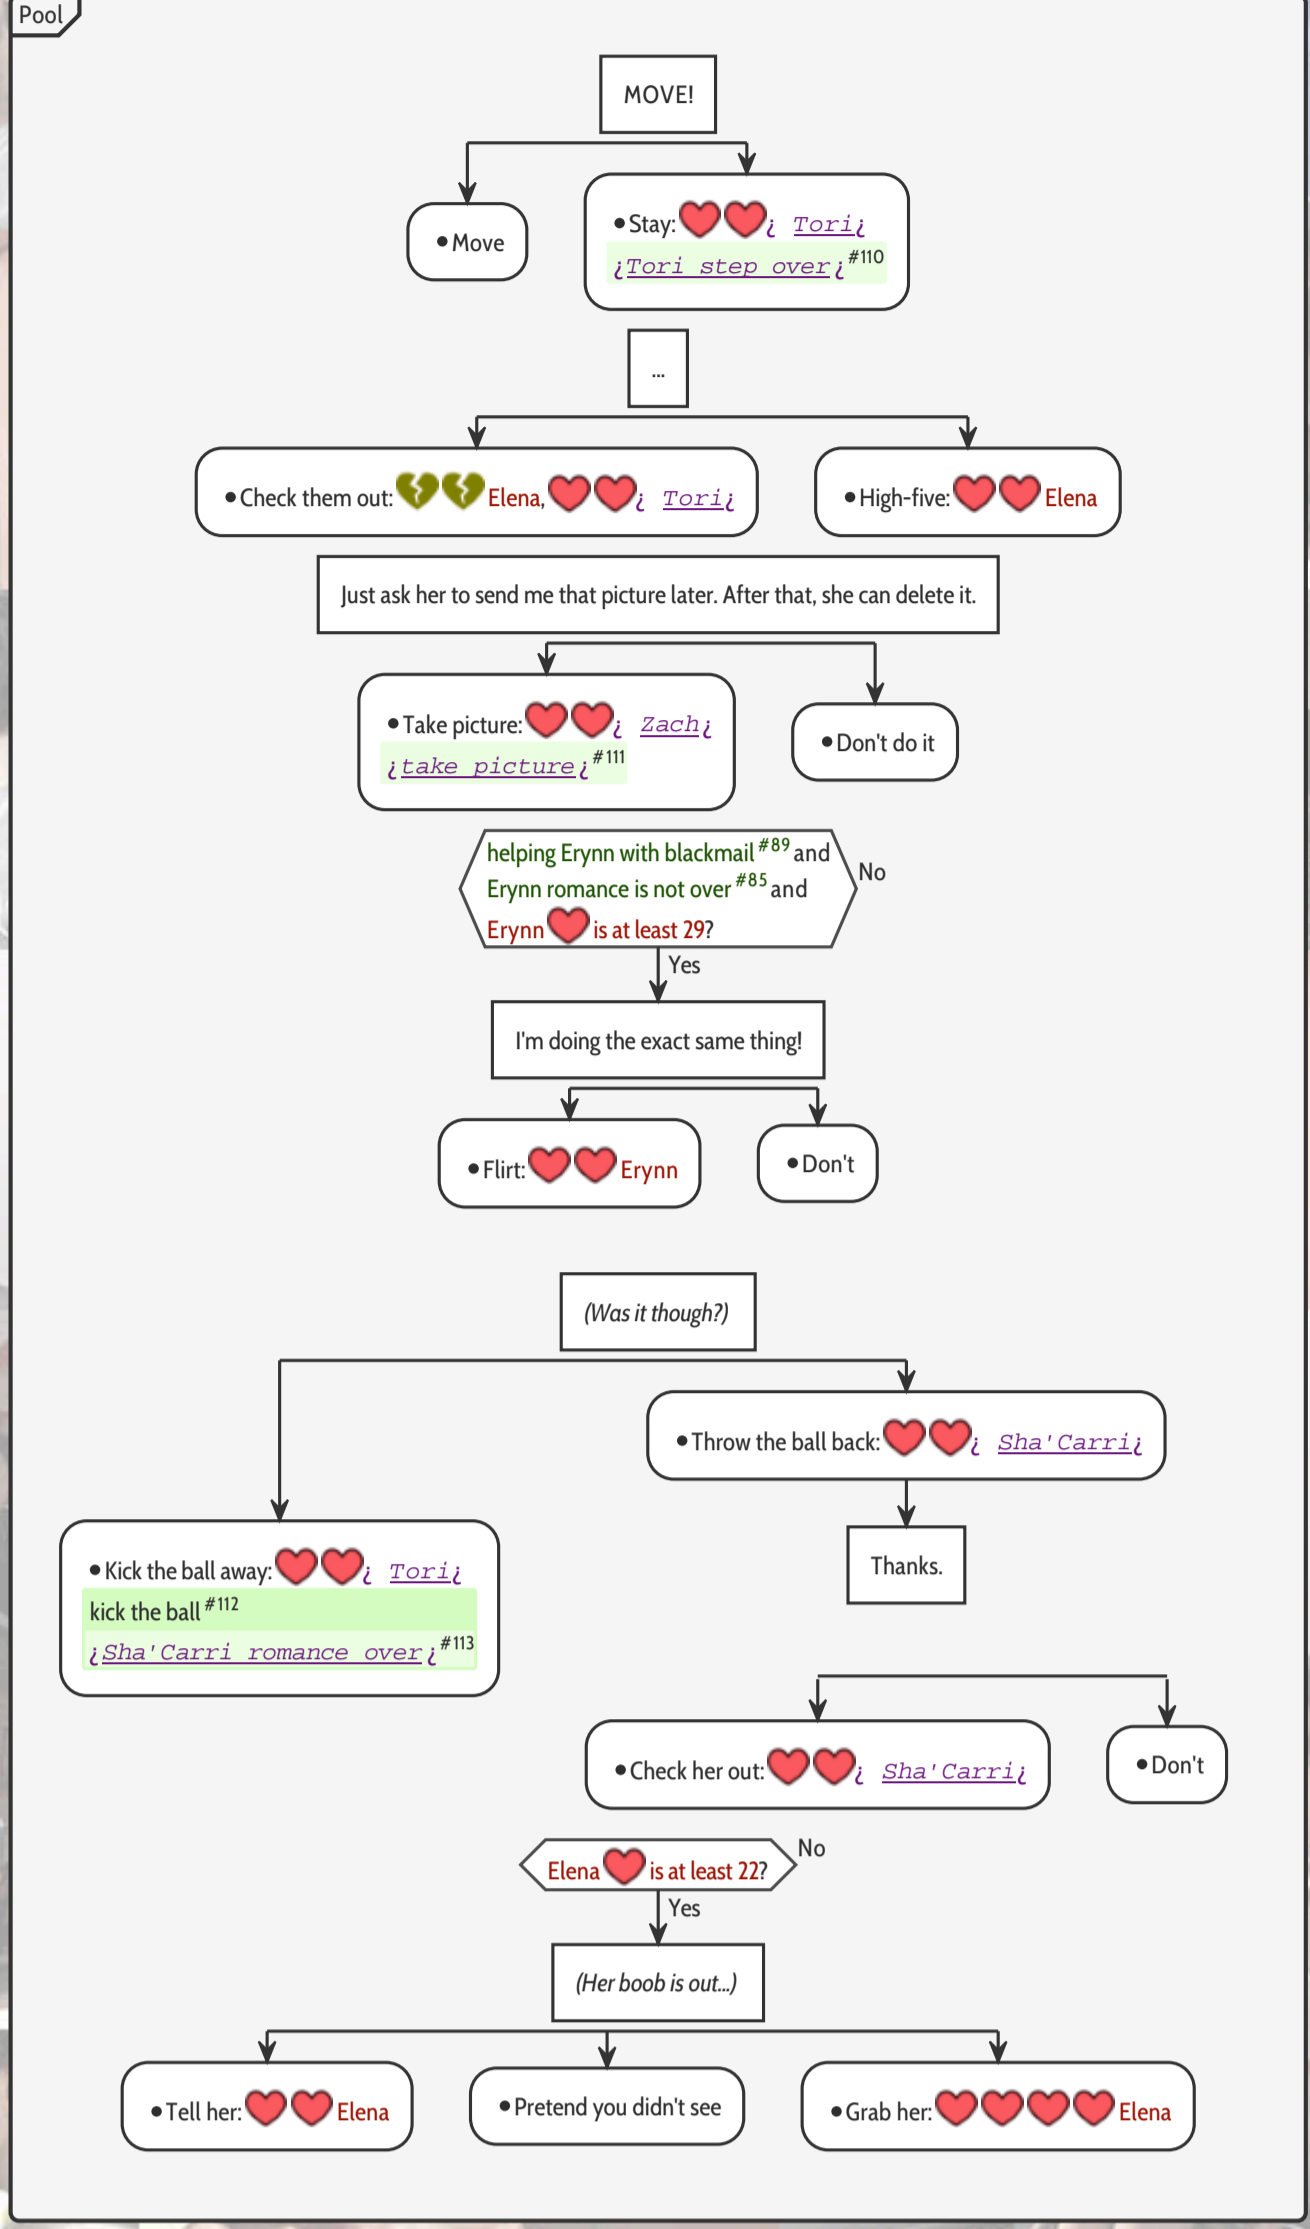 Pool
MOVE!
•Move
•Stay: ¿ Tori¿
¿Tori step over¿#110
...
•Check them out: Elena, ¿ Tori¿
•High-five: Elena
Just ask her to send me that picture later. After that, she can delete it.
•Take picture: ¿ Zach¿
¿take picture¿#111
•Don't do it
helping Erynn with blackmail#89 and
Erynn romance is not over#85 and
Erynn is at least 29?
No
Yes
I'm doing the exact same thing!
•Flirt: Erynn
•Don't
(Was it though?)
•Throw the ball back: ¿ Sha'Carri¿
•Kick the ball away: ¿ Tori¿
kick the ball#112
¿Sha'Carri romance over¿#113
Thanks.
•Check her out: ¿ Sha'Carri¿
•Don't
Elena is at least 22?
No
Yes
(Her boob is out...)
•Tell her: Elena
•Pretend you didn't see
•Grab her: Elena